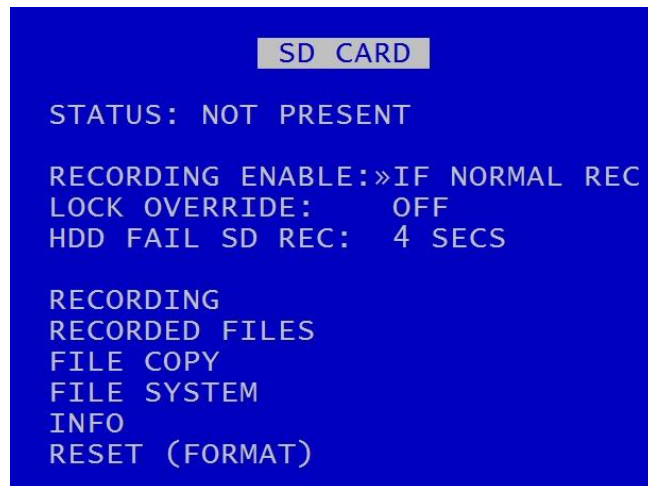 SD CARD
STATUS: NOT PRESENT
RECORDING ENABLE:»IF NORMAL REC
LOCK OVERRIDE: OFF
HDD FAIL SD REC: 4 SECS
RECORDING
RECORDED FILES
FILE COPY
FILE SYSTEM
INFO
RESET (FORMAT)